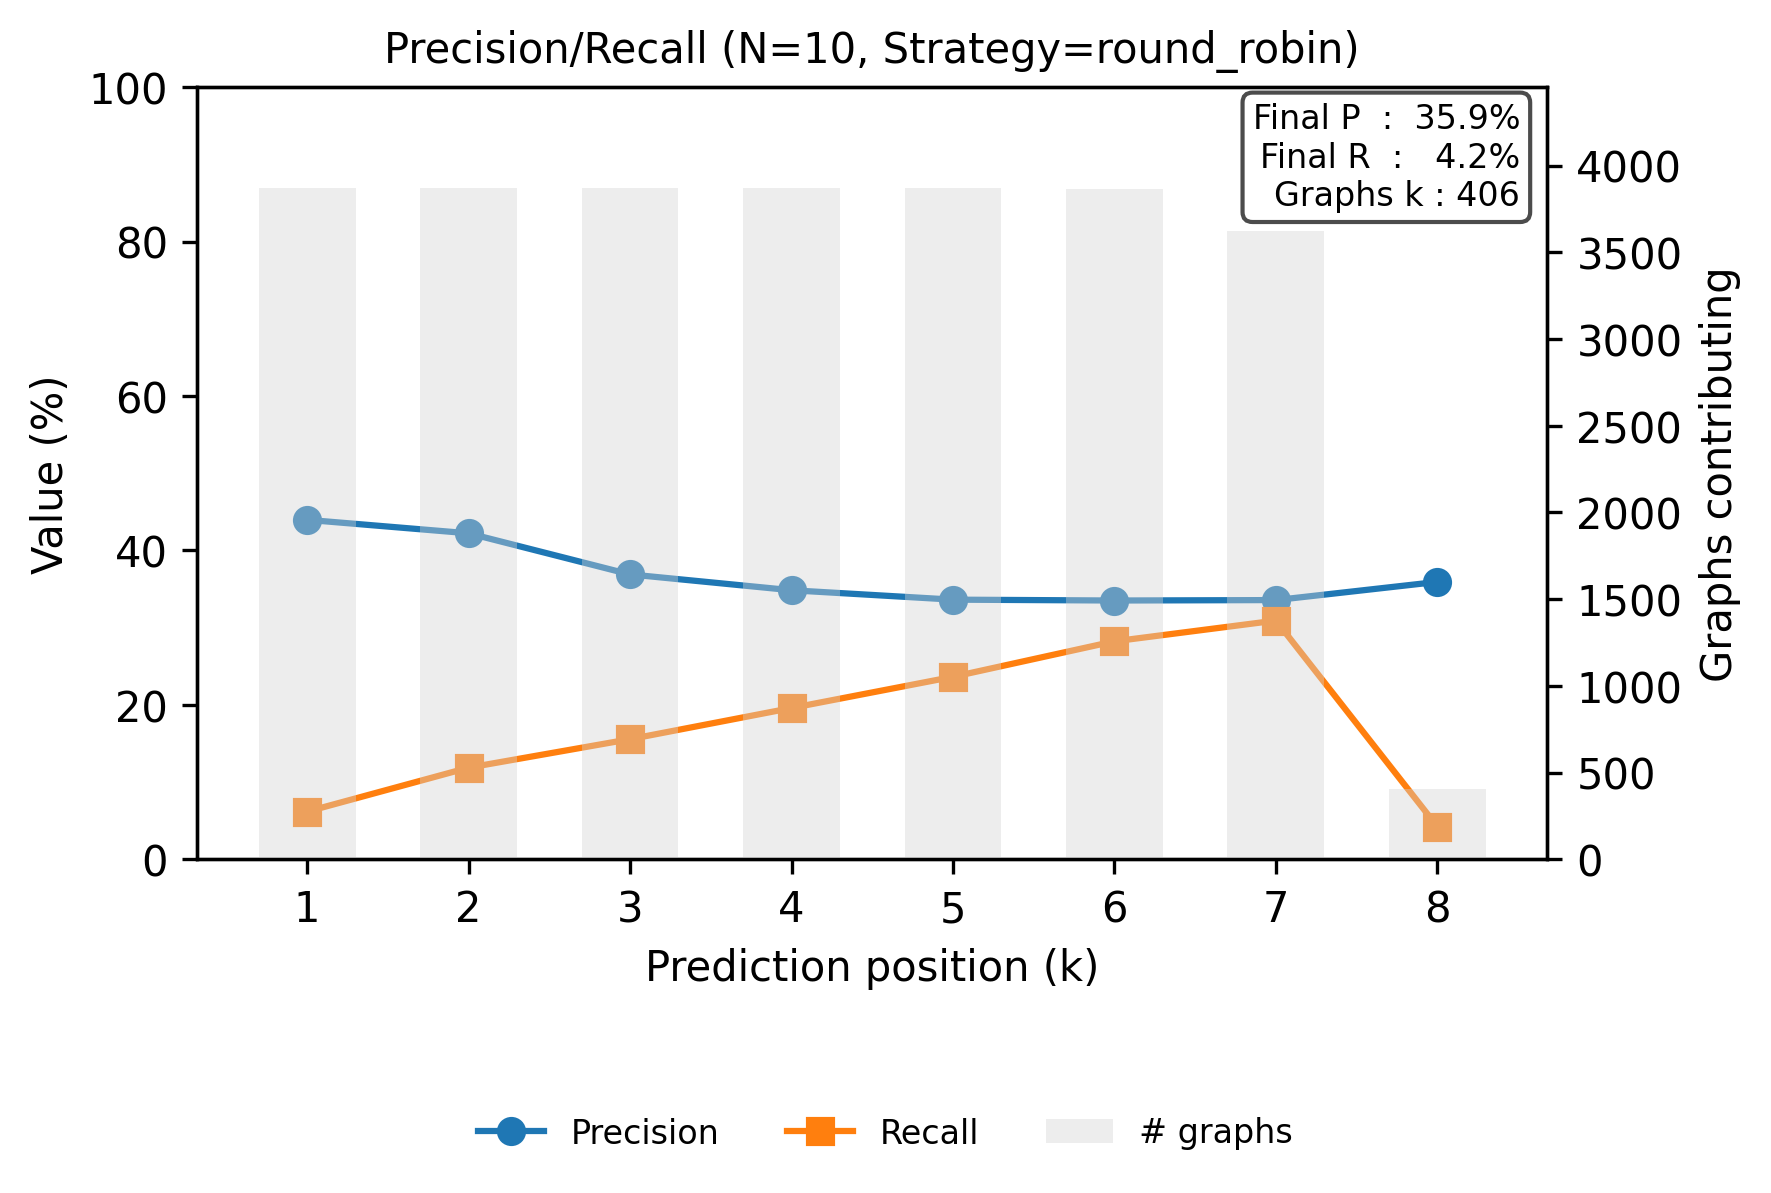 Precision/Recall (N=10, Strategy=round_robin)
Final P  :  35.9%
Final R  :   4.2%
Graphs k : 406
100
80
60
40
20
0
Value (%)
4000
3500
3000
2500
2000
1500
1000
500
0
Graphs contributing
1 2 3 4 5 6 7 8
Prediction position (k)
Precision Recall # graphs